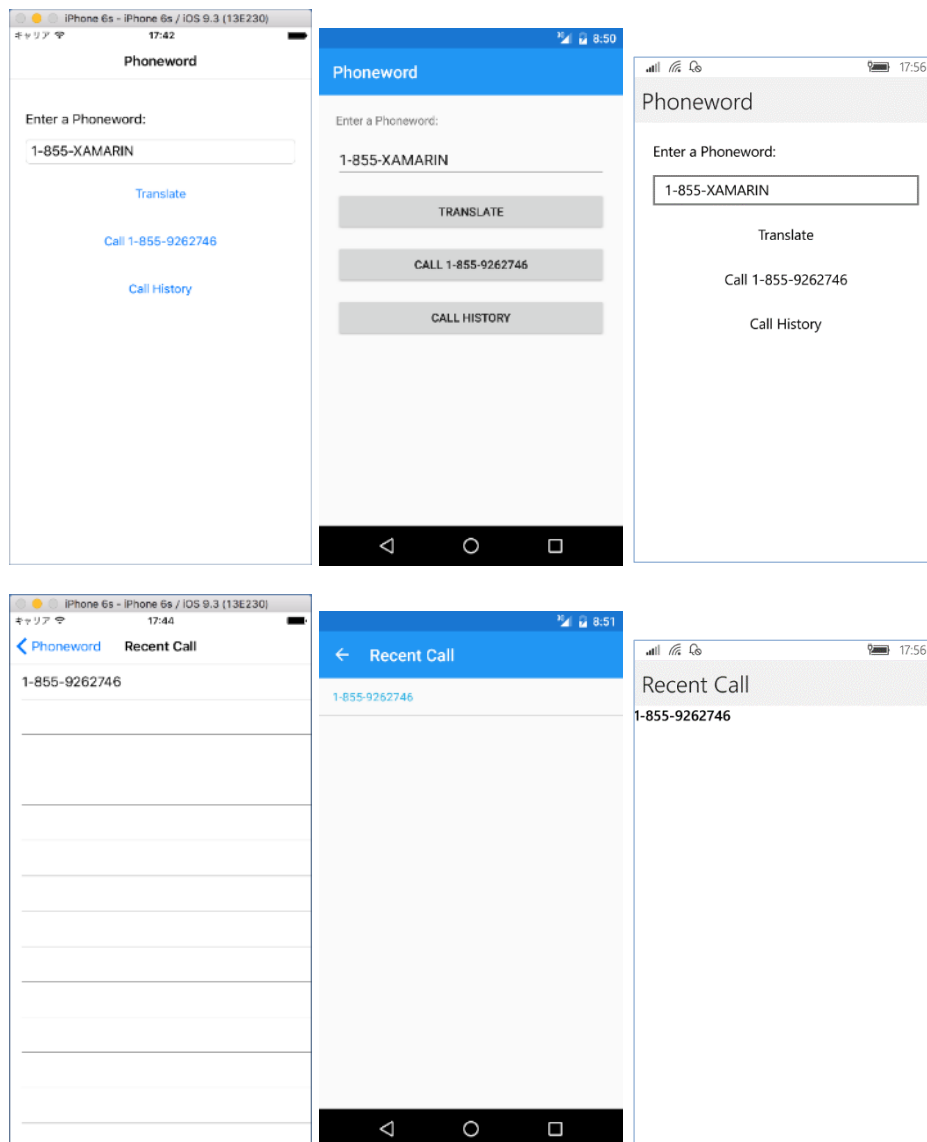 iPhone 6s - iPhone 6s / iOS 9.3 (13E230)
キャリア 17:42
Phoneword
Enter a Phoneword:
1-855-XAMARIN
Translate
Call 1-855-9262746
Call History
8:50
Phoneword
Enter a Phoneword:
1-855-XAMARIN
TRANSLATE
CALL 1-855-9262746
CALL HISTORY
17:56
Phoneword
Enter a Phoneword:
1-855-XAMARIN
Translate
Call 1-855-9262746
Call History
iPhone 6s - iPhone 6s / iOS 9.3 (13E230)
キャリア 17:44
Phoneword Recent Call
1-855-9262746
8:51
Recent Call
1-855-9262746
17:56
Recent Call
1-855-9262746